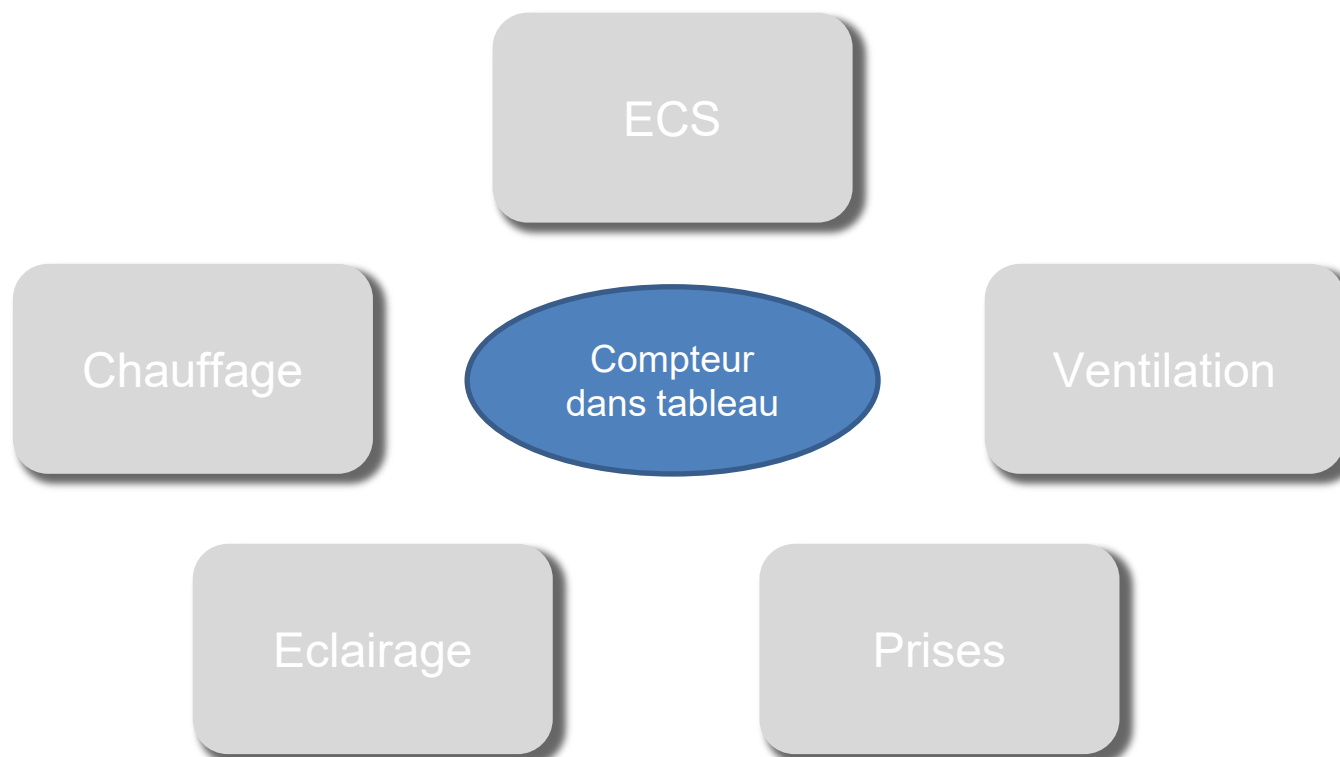 ECS
Chauffage
Compteur
dans tableau
Ventilation
Eclairage
Prises